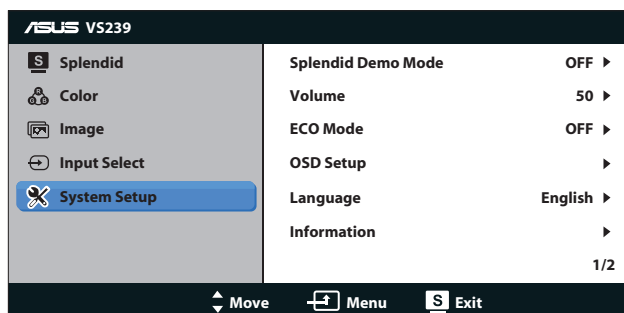 ASUS VS239
S Splendid
Color
Image
Input Select
System Setup
Splendid Demo Mode OFF
Volume 50
ECO Mode OFF
OSD Setup
Language English
Information
1/2
Move Menu S Exit